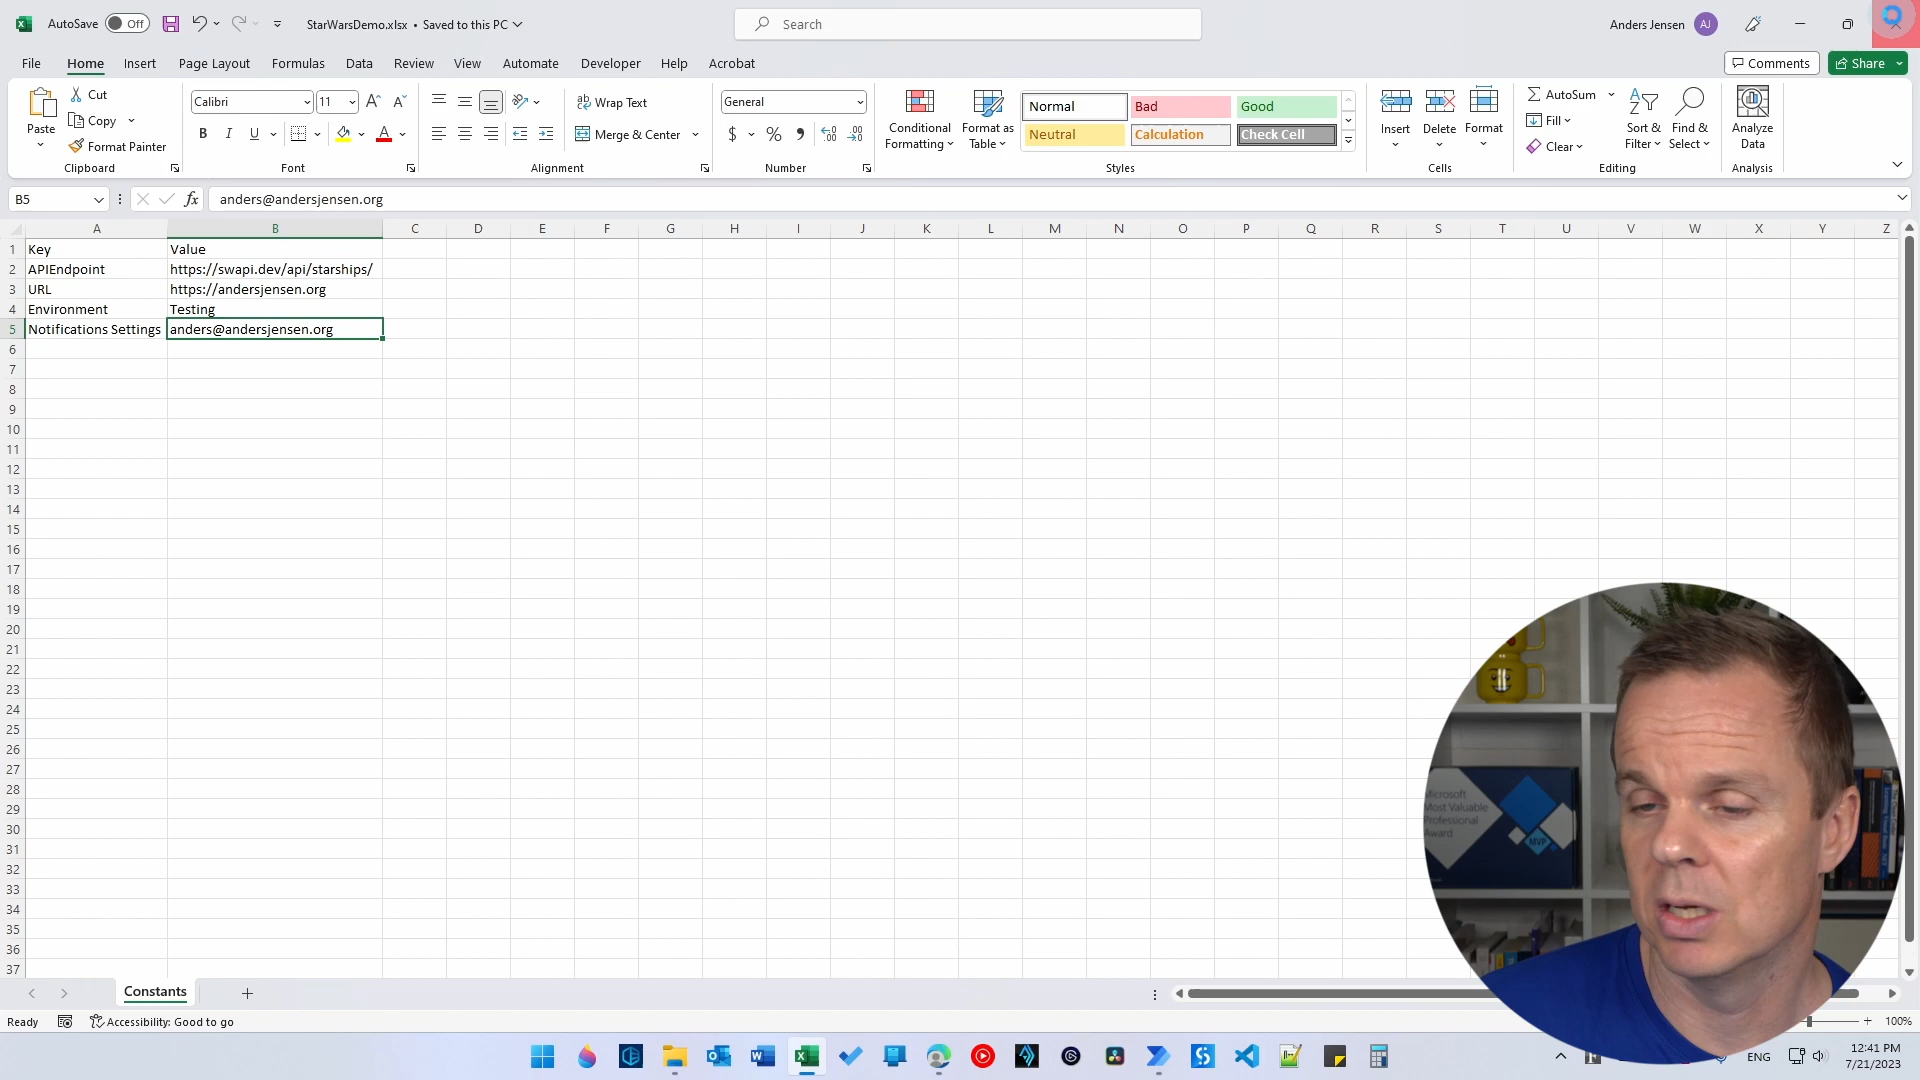 AutoSave Off StarWarsDemo.xlsx • Saved to this PC Search Anders Jensen AJ
File Home Insert Page Layout Formulas Data Review View Automate Developer Help Acrobat Comments Share
Paste
Cut
Copy
Format Painter
Clipboard
Calibri 11
B I U A
Font
Wrap Text
Merge & Center
Alignment
General
$ % ,
Number
Conditional Formatting
Format as Table
Normal Bad Good
Neutral Calculation Check Cell
Styles
Insert Delete Format
Cells
AutoSum
Fill
Clear
Sort & Filter
Find & Select
Editing
Analyze Data
Analysis
B5 fx anders@andersjensen.org
A B C D E F G H I J K L M N O P Q R S T U V W X Y Z
1 Key Value
2 APIEndpoint https://swapi.dev/api/starships/
3 URL https://andersjensen.org
4 Environment Testing
5 Notifications Settings anders@andersjensen.org
6
7
8
9
10
11
12
13
14
15
16
17
18
19
20
21
22
23
24
25
26
27
28
29
30
31
32
33
34
35
36
37
Microsoft
Most Valuable
Professional
Award
MVP
Constants
Ready Accessibility: Good to go 100%
ENG 12:41 PM
7/21/2023